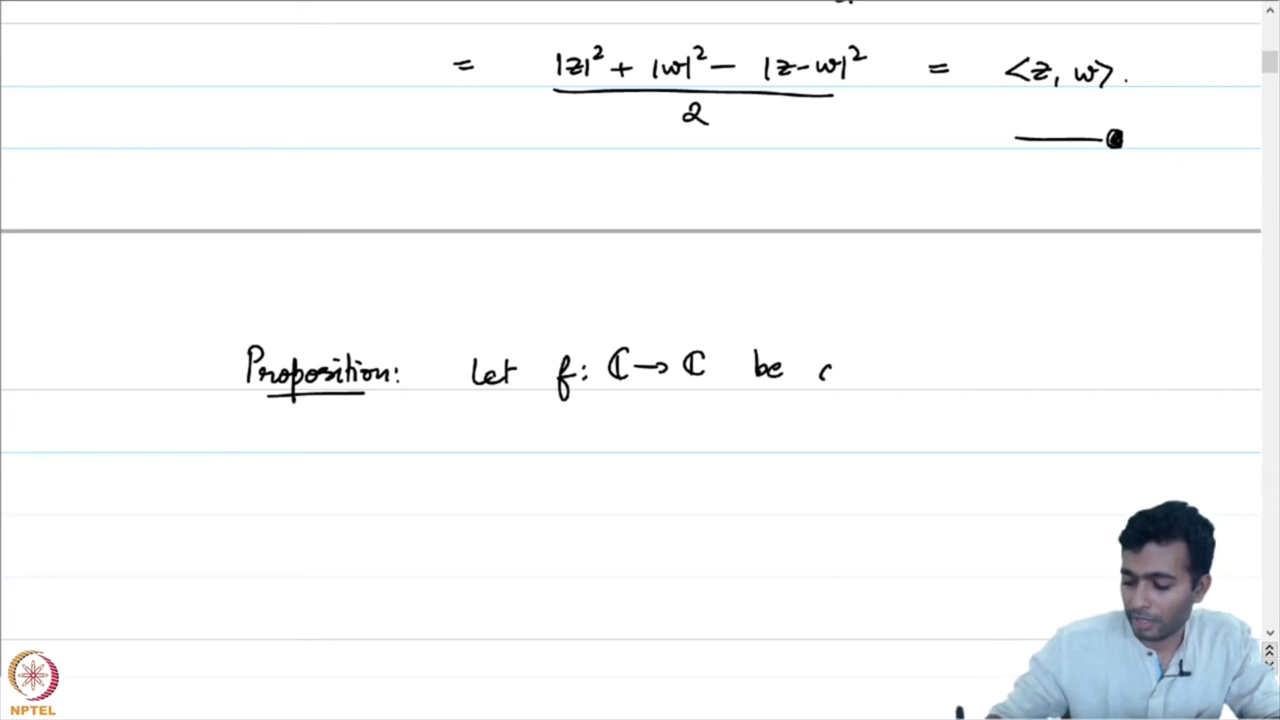 = |z|² + |w|² − |z−w|² / 2 = <z, w>.
Proposition: Let f: ℂ → ℂ be
NPTEL